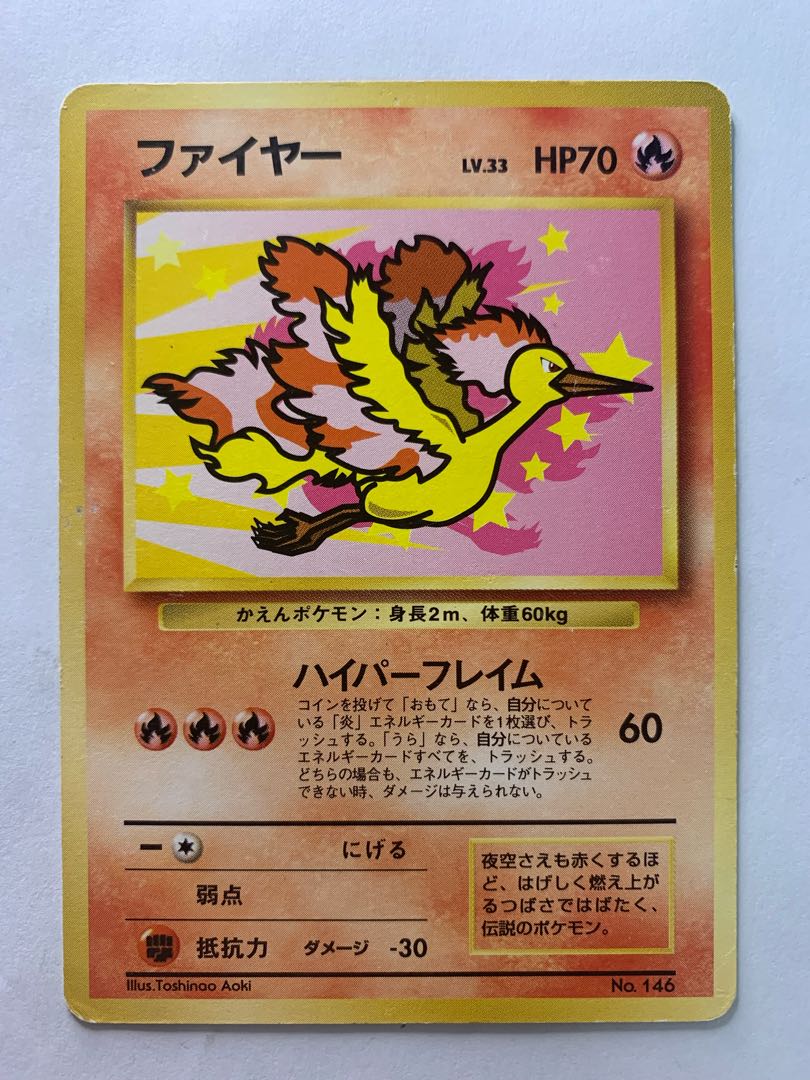 ファイヤー LV.33 HP70
かえんポケモン：身長2m、体重60kg
ハイパーフレイム
コインを投げて「おもて」なら、自分についてい
る「炎」エネルギーカードを1枚選び、トラ
ッシュする。「うら」なら、自分についている
エネルギーカードすべてを、トラッシュする。
どちらの場合も、エネルギーカードがトラッシュ
できない時、ダメージは与えられない。
60
ー にげる
弱点
抵抗力 ダメージ -30
夜空さえも赤くするほ
ど、はげしく燃え上が
るつばさではばたく、
伝説のポケモン。
Illus.Toshinao Aoki
No. 146